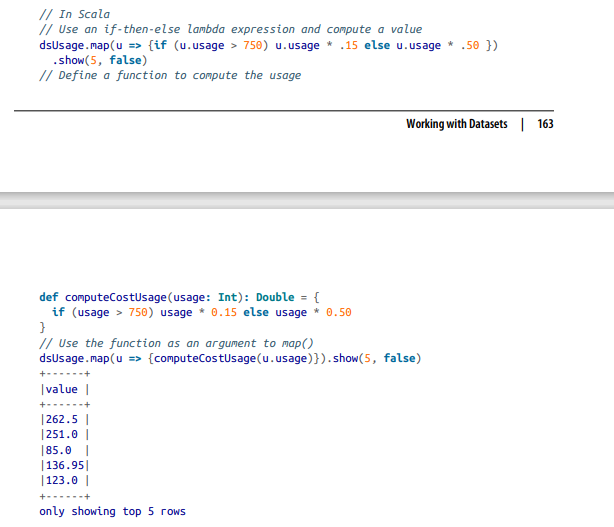 // In Scala
// Use an if-then-else lambda expression and compute a value
dsUsage.map(u => {if (u.usage > 750) u.usage * .15 else u.usage * .50 })
  .show(5, false)
// Define a function to compute the usage
Working with Datasets | 163
def computeCostUsage(usage: Int): Double = {
  if (usage > 750) usage * 0.15 else usage * 0.50
}
// Use the function as an argument to map()
dsUsage.map(u => {computeCostUsage(u.usage)}).show(5, false)
+------+
|value |
+------+
|262.5 |
|251.0 |
|85.0  |
|136.95|
|123.0 |
+------+
only showing top 5 rows